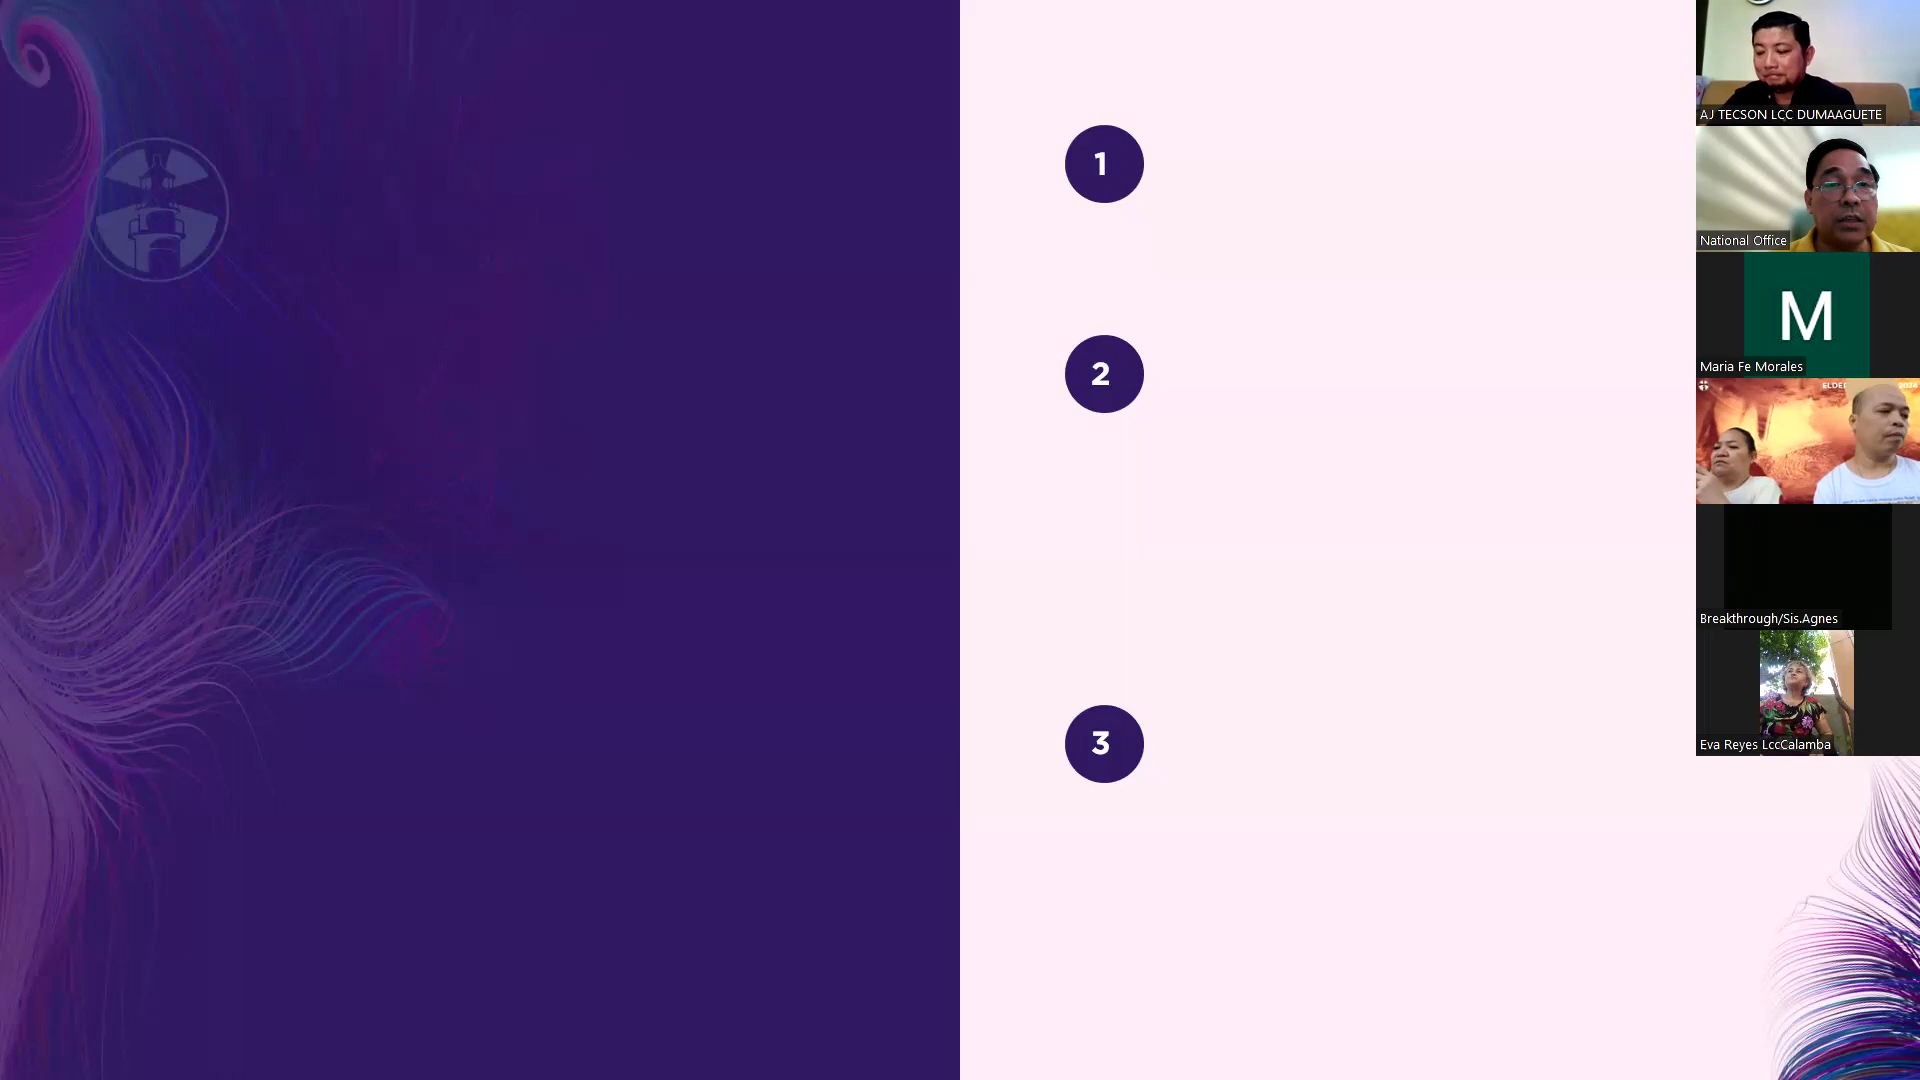 1
2
3
AJ TECSON LCC DUMAAGUETE
National Office
M
Maria Fe Morales
Breakthrough/Sis.Agnes
Eva Reyes LccCalamba